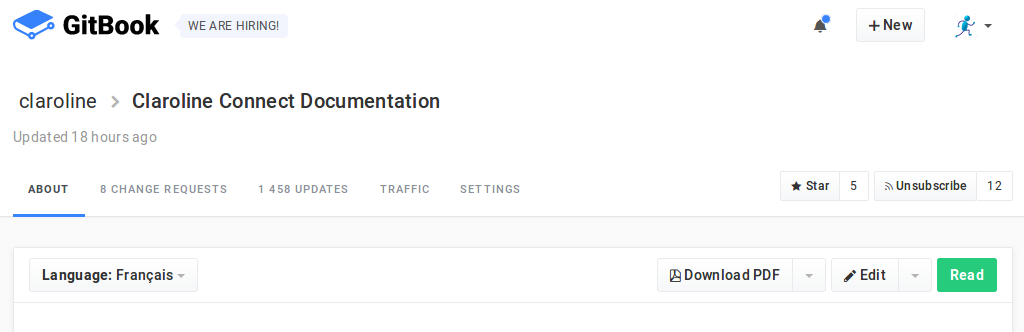 GitBook WE ARE HIRING! New
claroline Claroline Connect Documentation
Updated 18 hours ago
ABOUT 8 CHANGE REQUESTS 1 458 UPDATES TRAFFIC SETTINGS Star 5 Unsubscribe 12
Language: Français Download PDF Edit Read